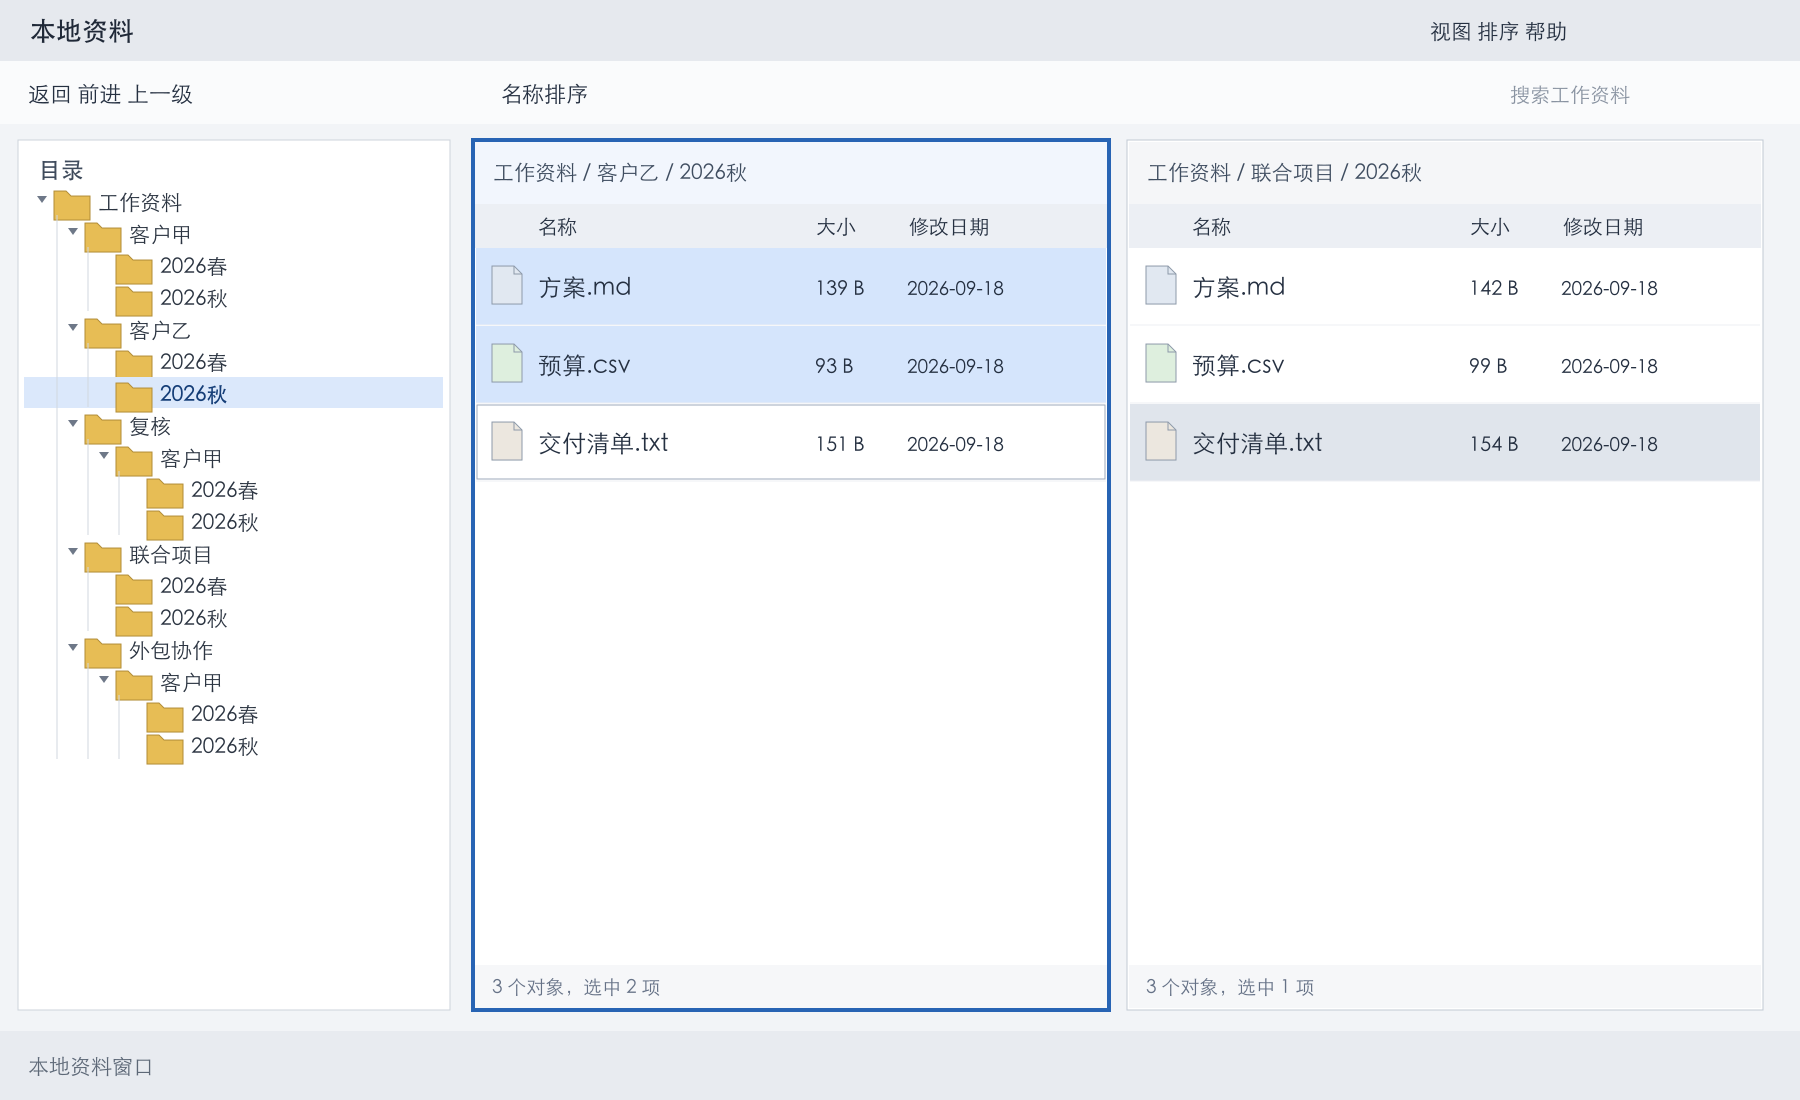 本地资料
视图 排序 帮助
返回 前进 上一级
名称排序
搜索工作资料
目录
工作资料
客户甲
2026春
2026秋
客户乙
2026春
2026秋
复核
客户甲
2026春
2026秋
联合项目
2026春
2026秋
外包协作
客户甲
2026春
2026秋
工作资料 / 客户乙 / 2026秋
名称 大小 修改日期
方案.md 139 B 2026-09-18
预算.csv 93 B 2026-09-18
交付清单.txt 151 B 2026-09-18
3 个对象，选中 2 项
工作资料 / 联合项目 / 2026秋
名称 大小 修改日期
方案.md 142 B 2026-09-18
预算.csv 99 B 2026-09-18
交付清单.txt 154 B 2026-09-18
3 个对象，选中 1 项
本地资料窗口